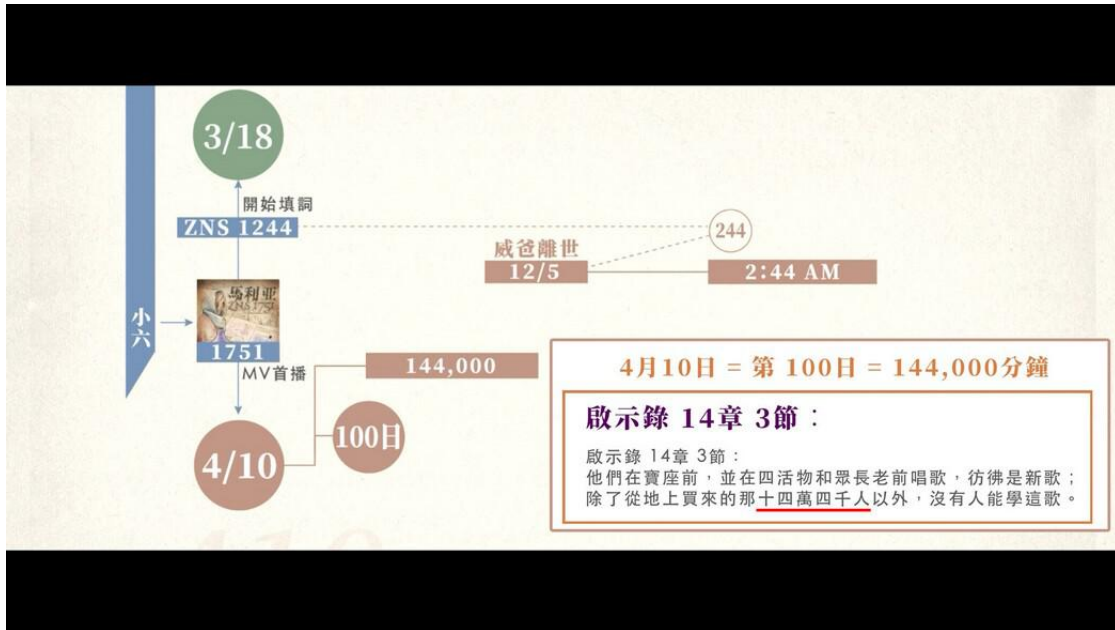 3/18
開始填詞
ZNS 1244
244
威爸離世
12/5
2:44 AM
小六
馬利亞
ZNS 1751
1751
MV首播
144,000
100日
4/10
4月10日 = 第 100日 = 144,000分鐘
啟示錄 14章 3節：
啟示錄 14章 3節：
他們在寶座前，並在四活物和眾長老前唱歌，彷彿是新歌；
除了從地上買來的那十四萬四千人以外，沒有人能學這歌。